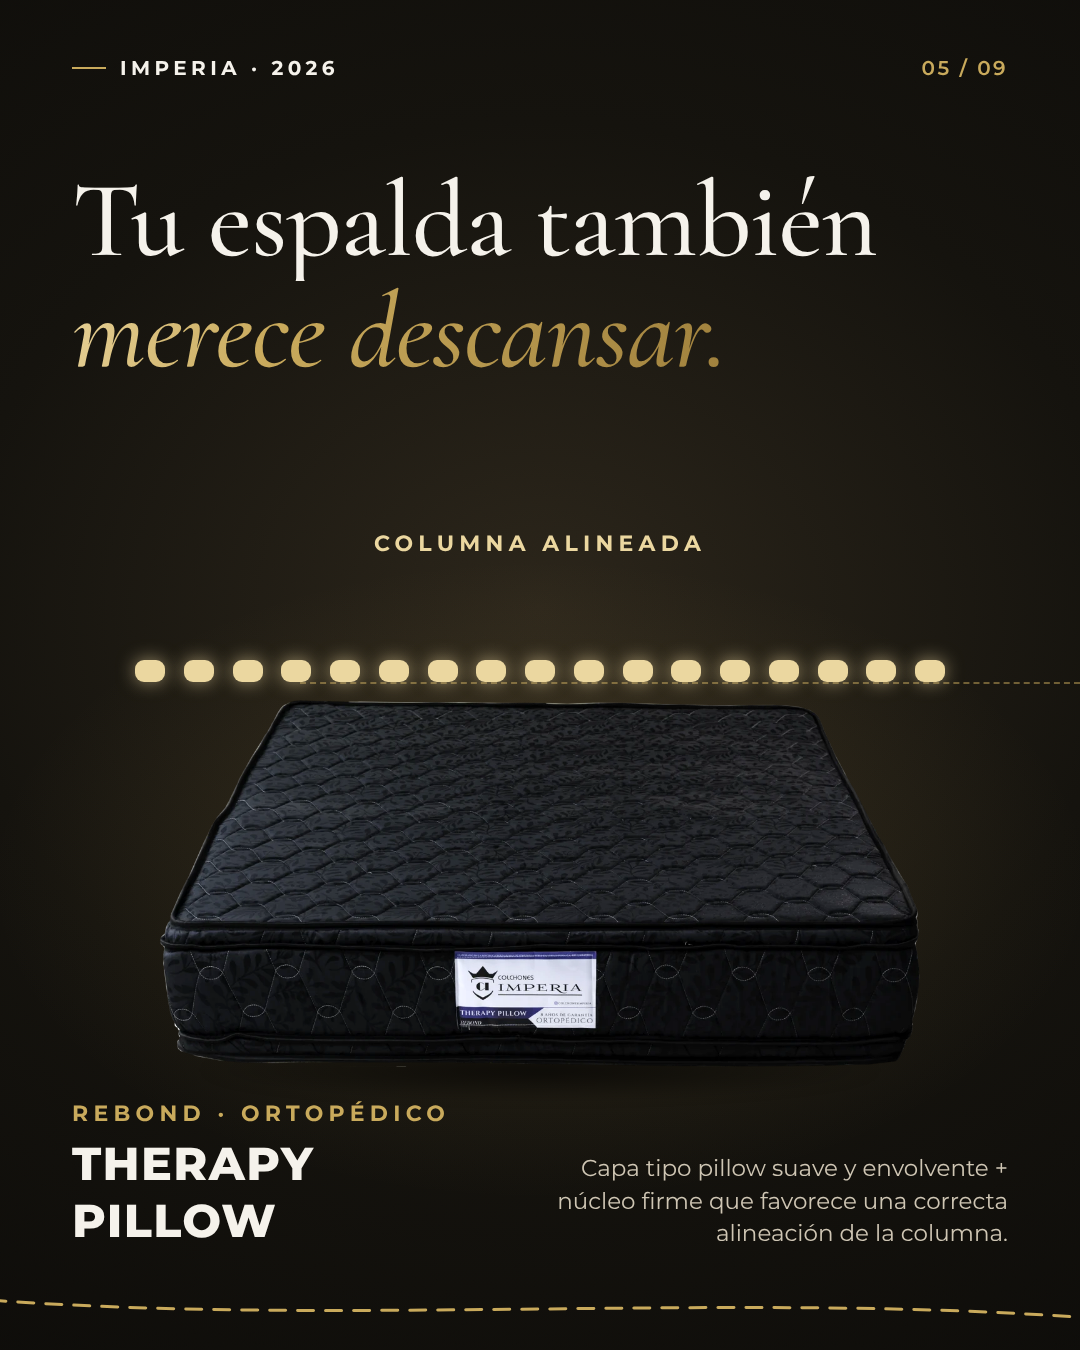 IMPERIA · 2026
05 / 09
Tu espalda también
merece descansar.
COLUMNA ALINEADA
COLCHONES
IMPERIA
THERAPY PILLOW
ORTOPÉDICO
REBOND · ORTOPÉDICO
THERAPY
PILLOW
Capa tipo pillow suave y envolvente +
núcleo firme que favorece una correcta
alineación de la columna.